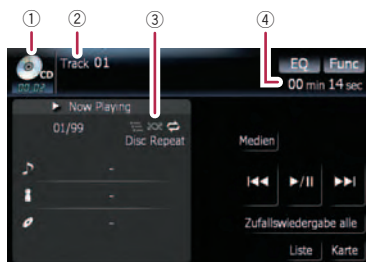 ① ② ③ ④
CD
Track 01
EQ Func
00:07
00 min 14 sec
Now Playing
01/99
Disc Repeat
Medien
Zufallswiedergabe alle
Liste Karte